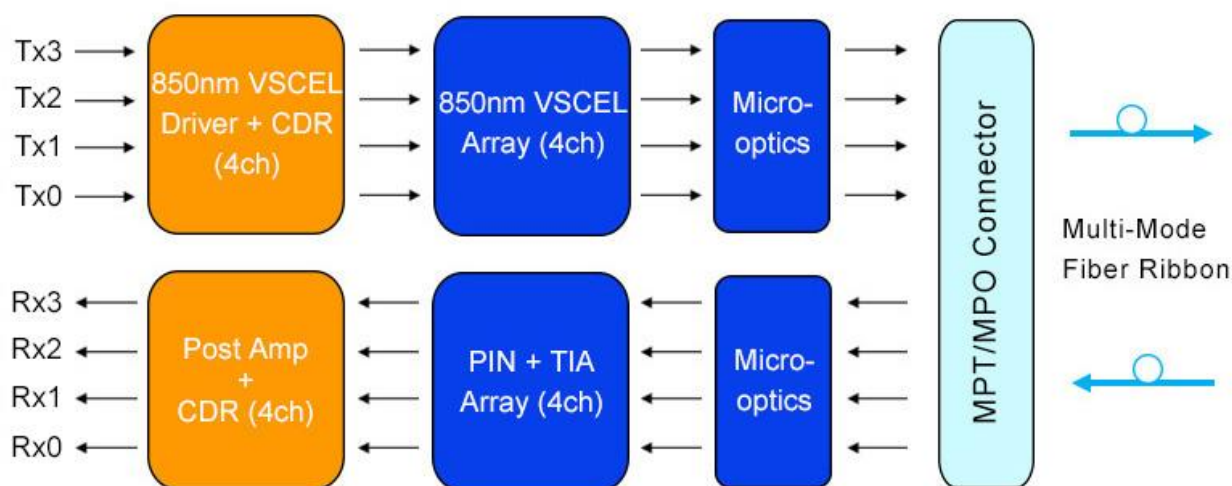 Tx3
Tx2
Tx1
Tx0
850nm VSCEL
Driver + CDR
(4ch)
850nm VSCEL
Array (4ch)
Micro-
optics
MPT/MPO Connector
Multi-Mode
Fiber Ribbon
Rx3
Rx2
Rx1
Rx0
Post Amp
+
CDR (4ch)
PIN + TIA
Array (4ch)
Micro-
optics